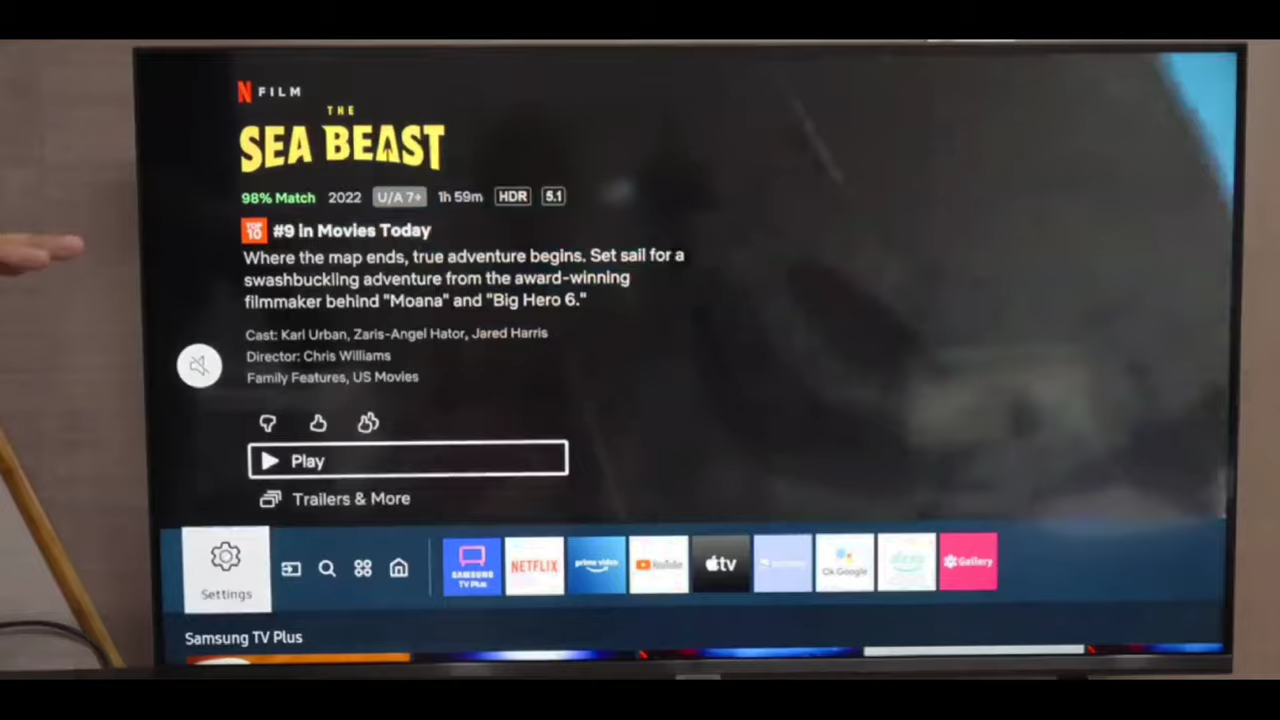 N FILM
THE
SEA BEAST
98% Match 2022 U/A 7+ 1h 59m HDR 5.1
TOP 10 #9 in Movies Today
Where the map ends, true adventure begins. Set sail for a
swashbuckling adventure from the award-winning
filmmaker behind "Moana" and "Big Hero 6."
Cast: Karl Urban, Zaris-Angel Hator, Jared Harris
Director: Chris Williams
Family Features, US Movies
Play
Trailers & More
SAMSUNG TV Plus NETFLIX prime video YouTube tv Ok Google alexa Gallery
Settings
Samsung TV Plus